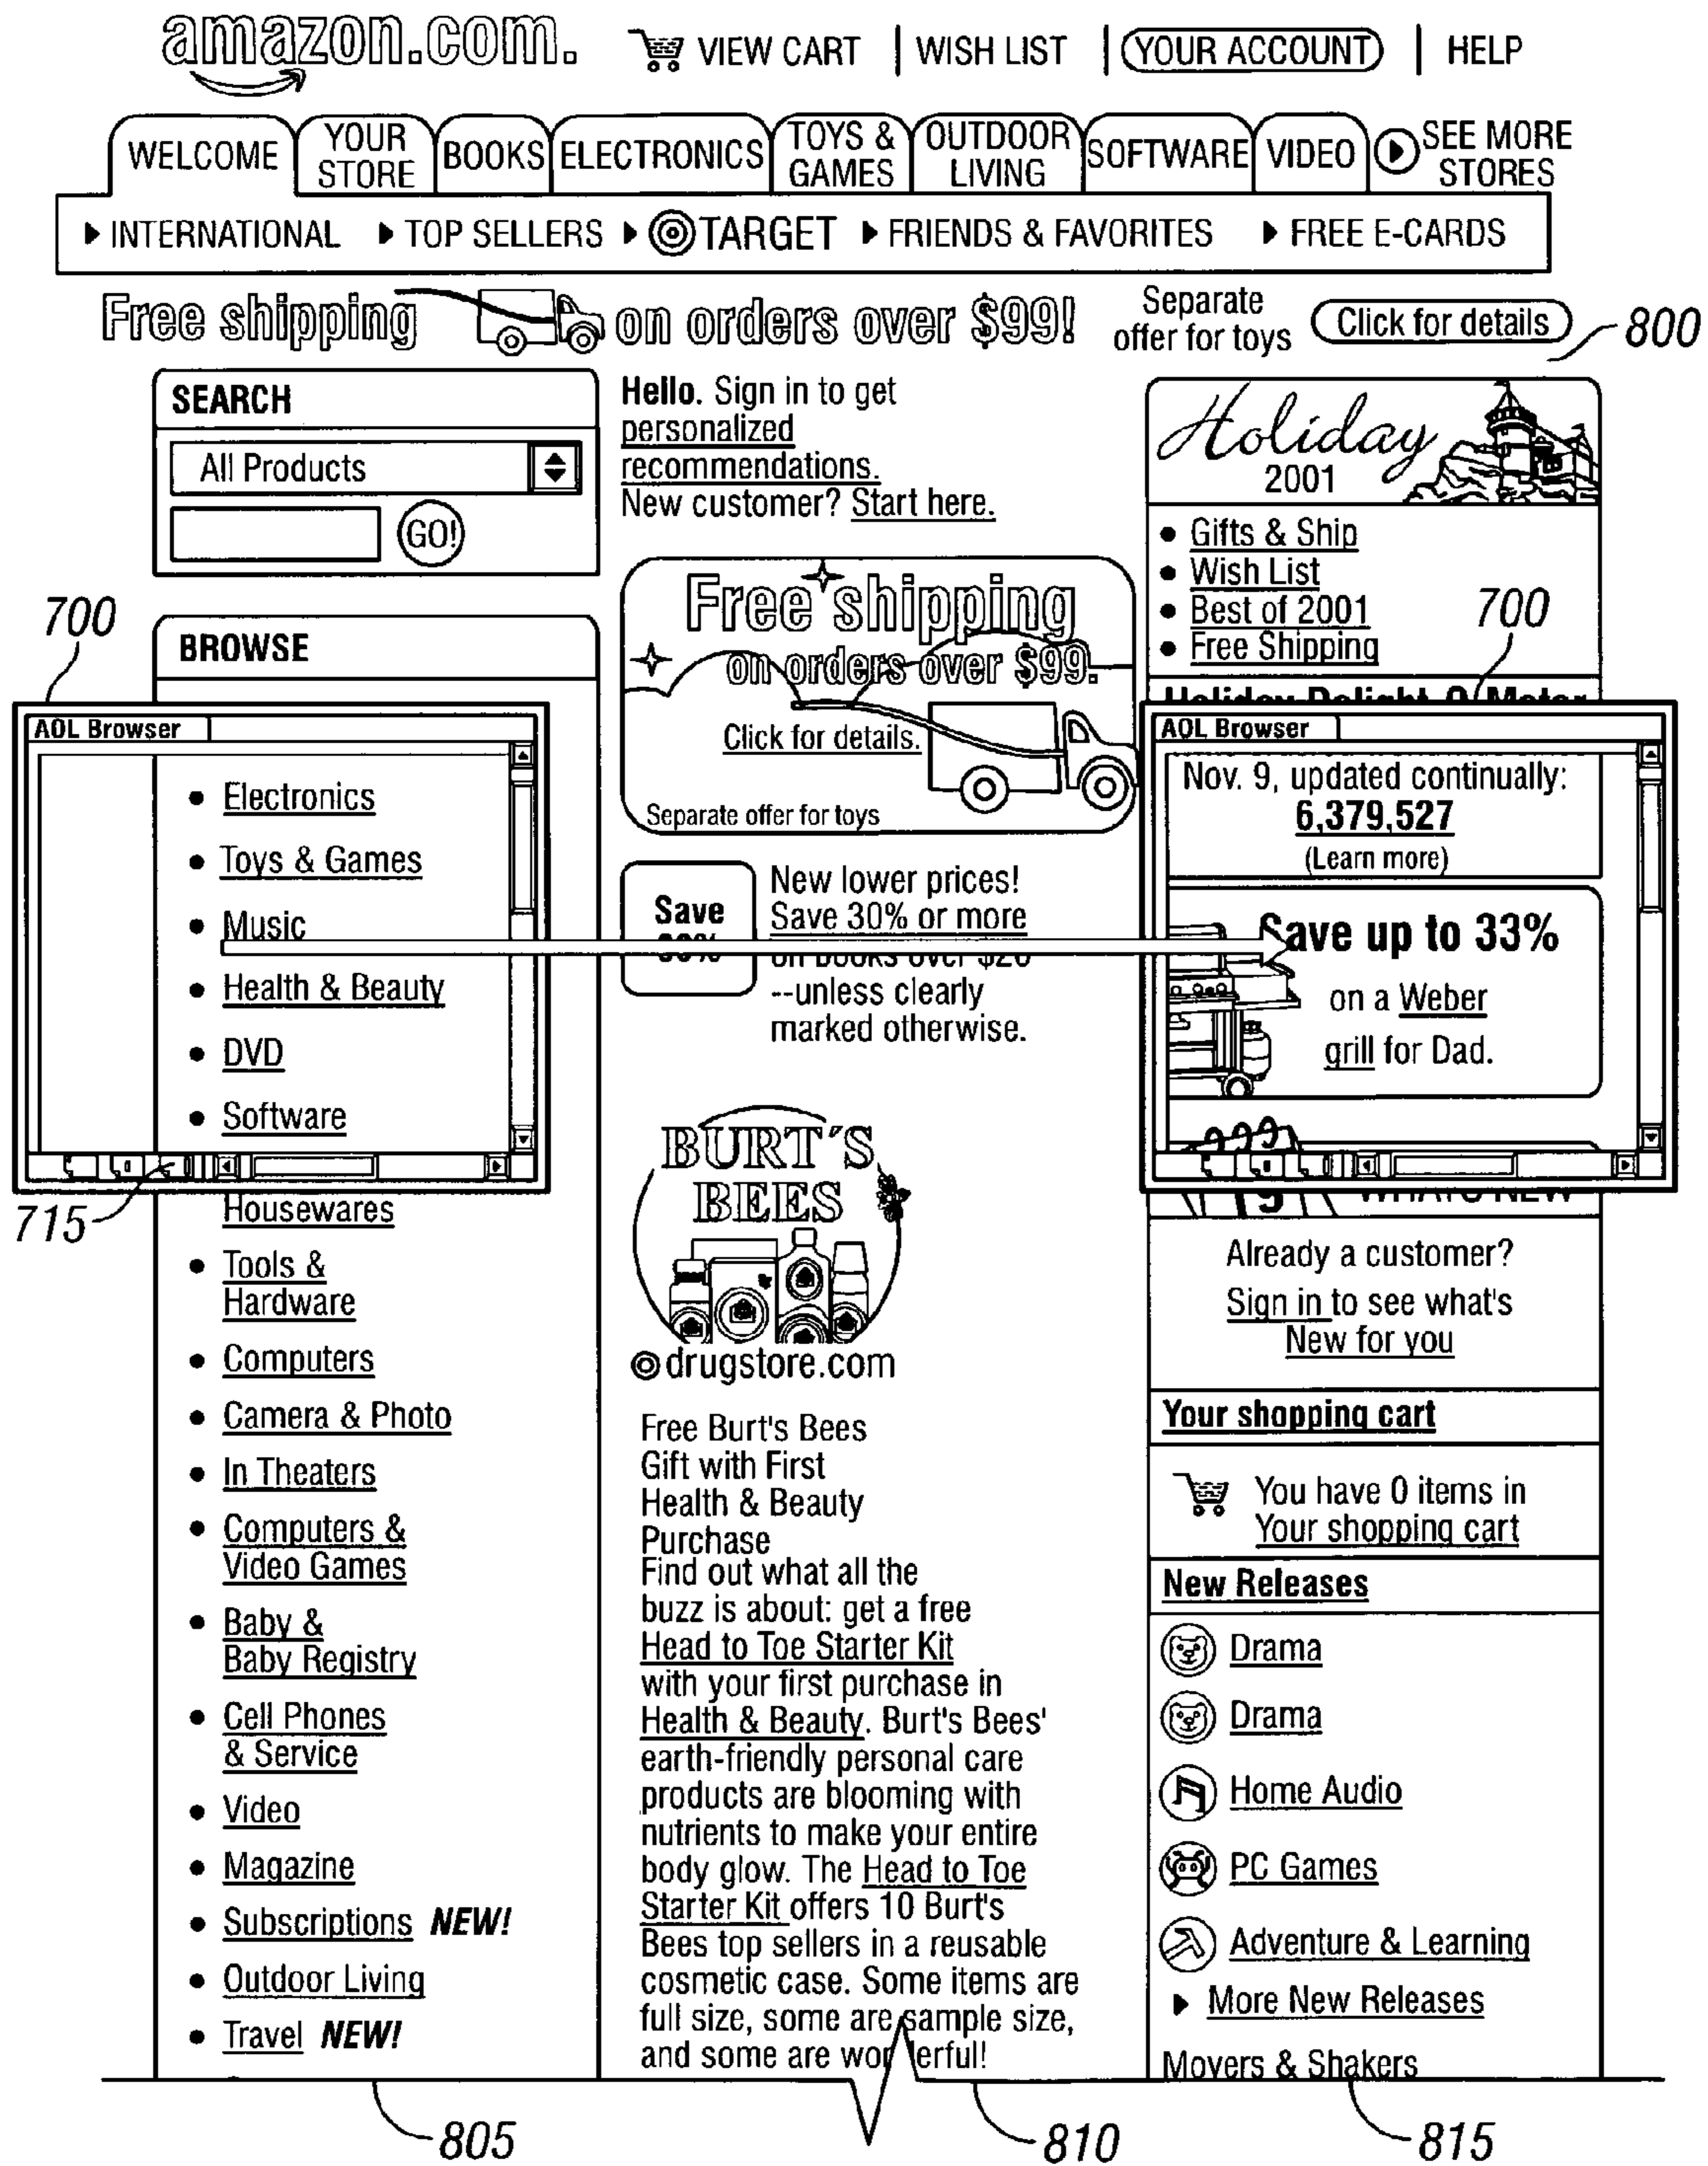 amazon.com.
VIEW CART | WISH LIST | YOUR ACCOUNT | HELP
WELCOME
YOUR
STORE
BOOKS
ELECTRONICS
TOYS &
GAMES
OUTDOOR
LIVING
SOFTWARE
VIDEO
SEE MORE
STORES
INTERNATIONAL
TOP SELLERS
TARGET
FRIENDS & FAVORITES
FREE E-CARDS
Free shipping on orders over $99!
Separate
offer for toys
Click for details
800
SEARCH
All Products
GO!
700
BROWSE
AOL Browser
• Electronics
• Toys & Games
• Music
• Health & Beauty
• DVD
• Software
715
Housewares
• Tools &
Hardware
• Computers
• Camera & Photo
• In Theaters
• Computers &
Video Games
• Baby &
Baby Registry
• Cell Phones
& Service
• Video
• Magazine
• Subscriptions NEW!
• Outdoor Living
• Travel NEW!
805
Hello. Sign in to get
personalized
recommendations.
New customer? Start here.
Free shipping
on orders over $99.
Click for details.
Separate offer for toys
Save
New lower prices!
Save 30% or more
on books over $20
--unless clearly
marked otherwise.
BURT'S
BEES
drugstore.com
Free Burt's Bees
Gift with First
Health & Beauty
Purchase
Find out what all the
buzz is about: get a free
Head to Toe Starter Kit
with your first purchase in
Health & Beauty. Burt's Bees'
earth-friendly personal care
products are blooming with
nutrients to make your entire
body glow. The Head to Toe
Starter Kit offers 10 Burt's
Bees top sellers in a reusable
cosmetic case. Some items are
full size, some are sample size,
and some are wonderful!
810
Holiday
2001
• Gifts & Ship
• Wish List
• Best of 2001
• Free Shipping
700
Holiday Delight-O-Meter
AOL Browser
Nov. 9, updated continually:
6,379,527
(Learn more)
Save up to 33%
on a Weber
grill for Dad.
WHAT'S NEW
Already a customer?
Sign in to see what's
New for you
Your shopping cart
You have 0 items in
Your shopping cart
New Releases
Drama
Drama
Home Audio
PC Games
Adventure & Learning
More New Releases
Movers & Shakers
815